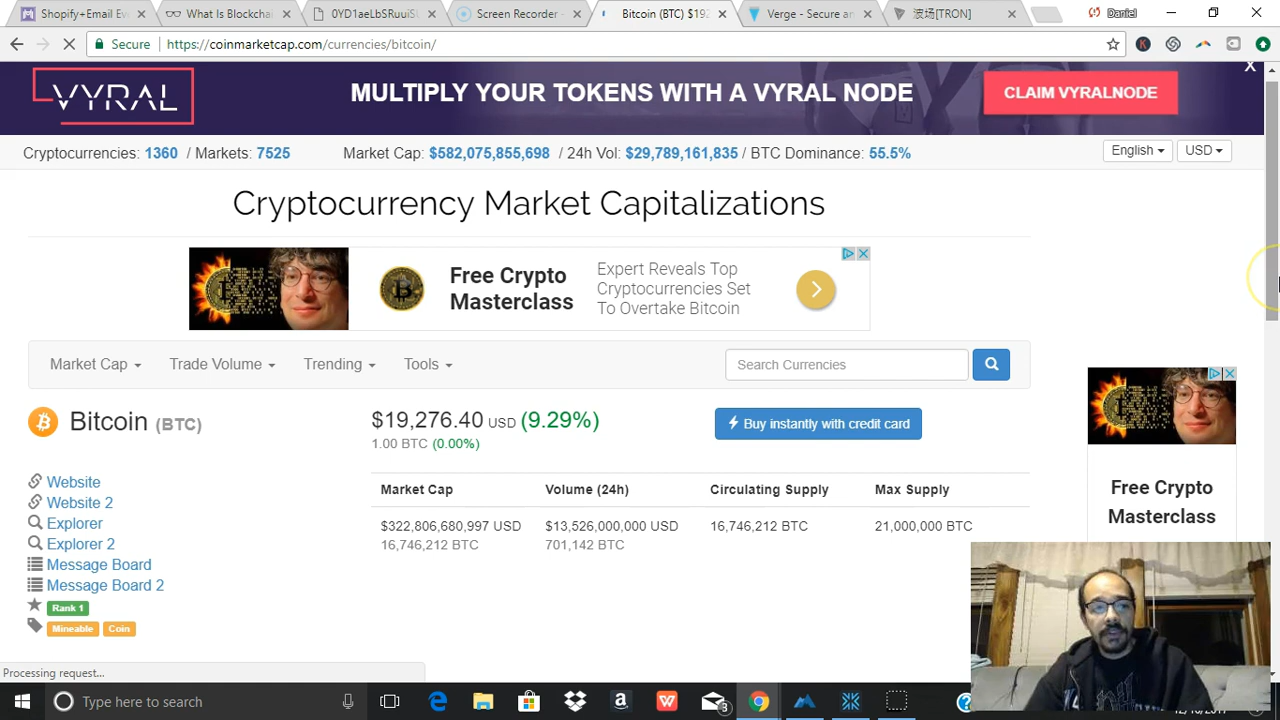 Shopify+Email Eve
What Is Blockchai
0YD1aeLbSRuuiSt
Screen Recorder -
Bitcoin (BTC) $192
Verge - Secure an
波场[TRON]
Daniel
Secure
https://coinmarketcap.com/currencies/bitcoin/
VYRAL
MULTIPLY YOUR TOKENS WITH A VYRAL NODE
CLAIM VYRALNODE
X
Cryptocurrencies: 1360 / Markets: 7525
Market Cap: $582,075,855,698 / 24h Vol: $29,789,161,835 / BTC Dominance: 55.5%
English
USD
Cryptocurrency Market Capitalizations
Free Crypto
Masterclass
Expert Reveals Top
Cryptocurrencies Set
To Overtake Bitcoin
Market Cap
Trade Volume
Trending
Tools
Search Currencies
Bitcoin (BTC)
$19,276.40 USD (9.29%)
1.00 BTC (0.00%)
Buy instantly with credit card
Website
Website 2
Explorer
Explorer 2
Message Board
Message Board 2
Rank 1
Mineable
Coin
Market Cap
Volume (24h)
Circulating Supply
Max Supply
$322,806,680,997 USD
$13,526,000,000 USD
16,746,212 BTC
21,000,000 BTC
16,746,212 BTC
701,142 BTC
Free Crypto
Masterclass
Processing request...
Type here to search
3